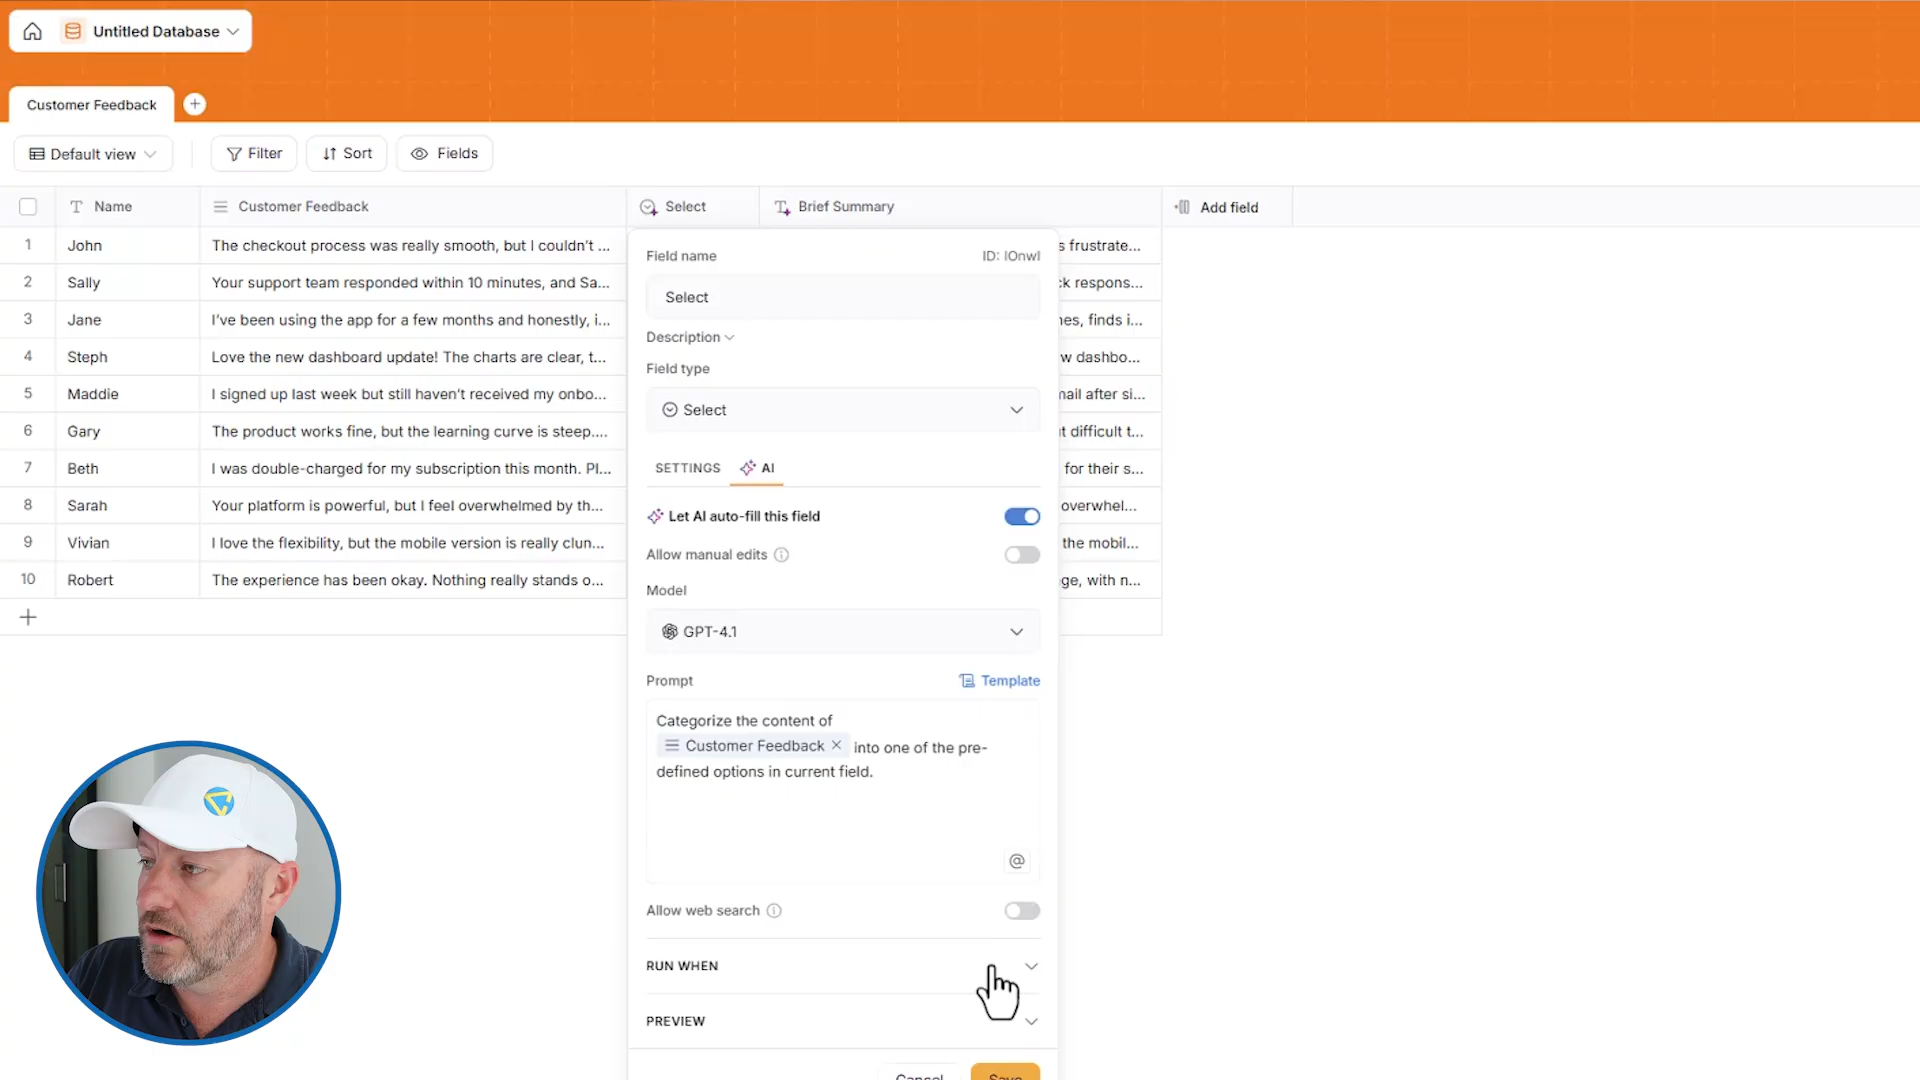 Untitled Database
Customer Feedback
Default view
Filter
Sort
Fields
Name
Customer Feedback
Select
Brief Summary
Add field
1 John The checkout process was really smooth, but I couldn't ... s frustrate...
2 Sally Your support team responded within 10 minutes, and Sa... ck respons...
3 Jane I've been using the app for a few months and honestly, i... nes, finds i...
4 Steph Love the new dashboard update! The charts are clear, t... w dashbo...
5 Maddie I signed up last week but still haven't received my onbo... nail after si...
6 Gary The product works fine, but the learning curve is steep.... t difficult t...
7 Beth I was double-charged for my subscription this month. Pl... for their s...
8 Sarah Your platform is powerful, but I feel overwhelmed by th... overwhel...
9 Vivian I love the flexibility, but the mobile version is really clun... the mobil...
10 Robert The experience has been okay. Nothing really stands o... ge, with n...
Field name ID: IOnwI
Select
Description
Field type
Select
SETTINGS AI
Let AI auto-fill this field
Allow manual edits
Model
GPT-4.1
Prompt Template
Categorize the content of
Customer Feedback × into one of the pre-
defined options in current field.
@
Allow web search
RUN WHEN
PREVIEW
Cancel Save